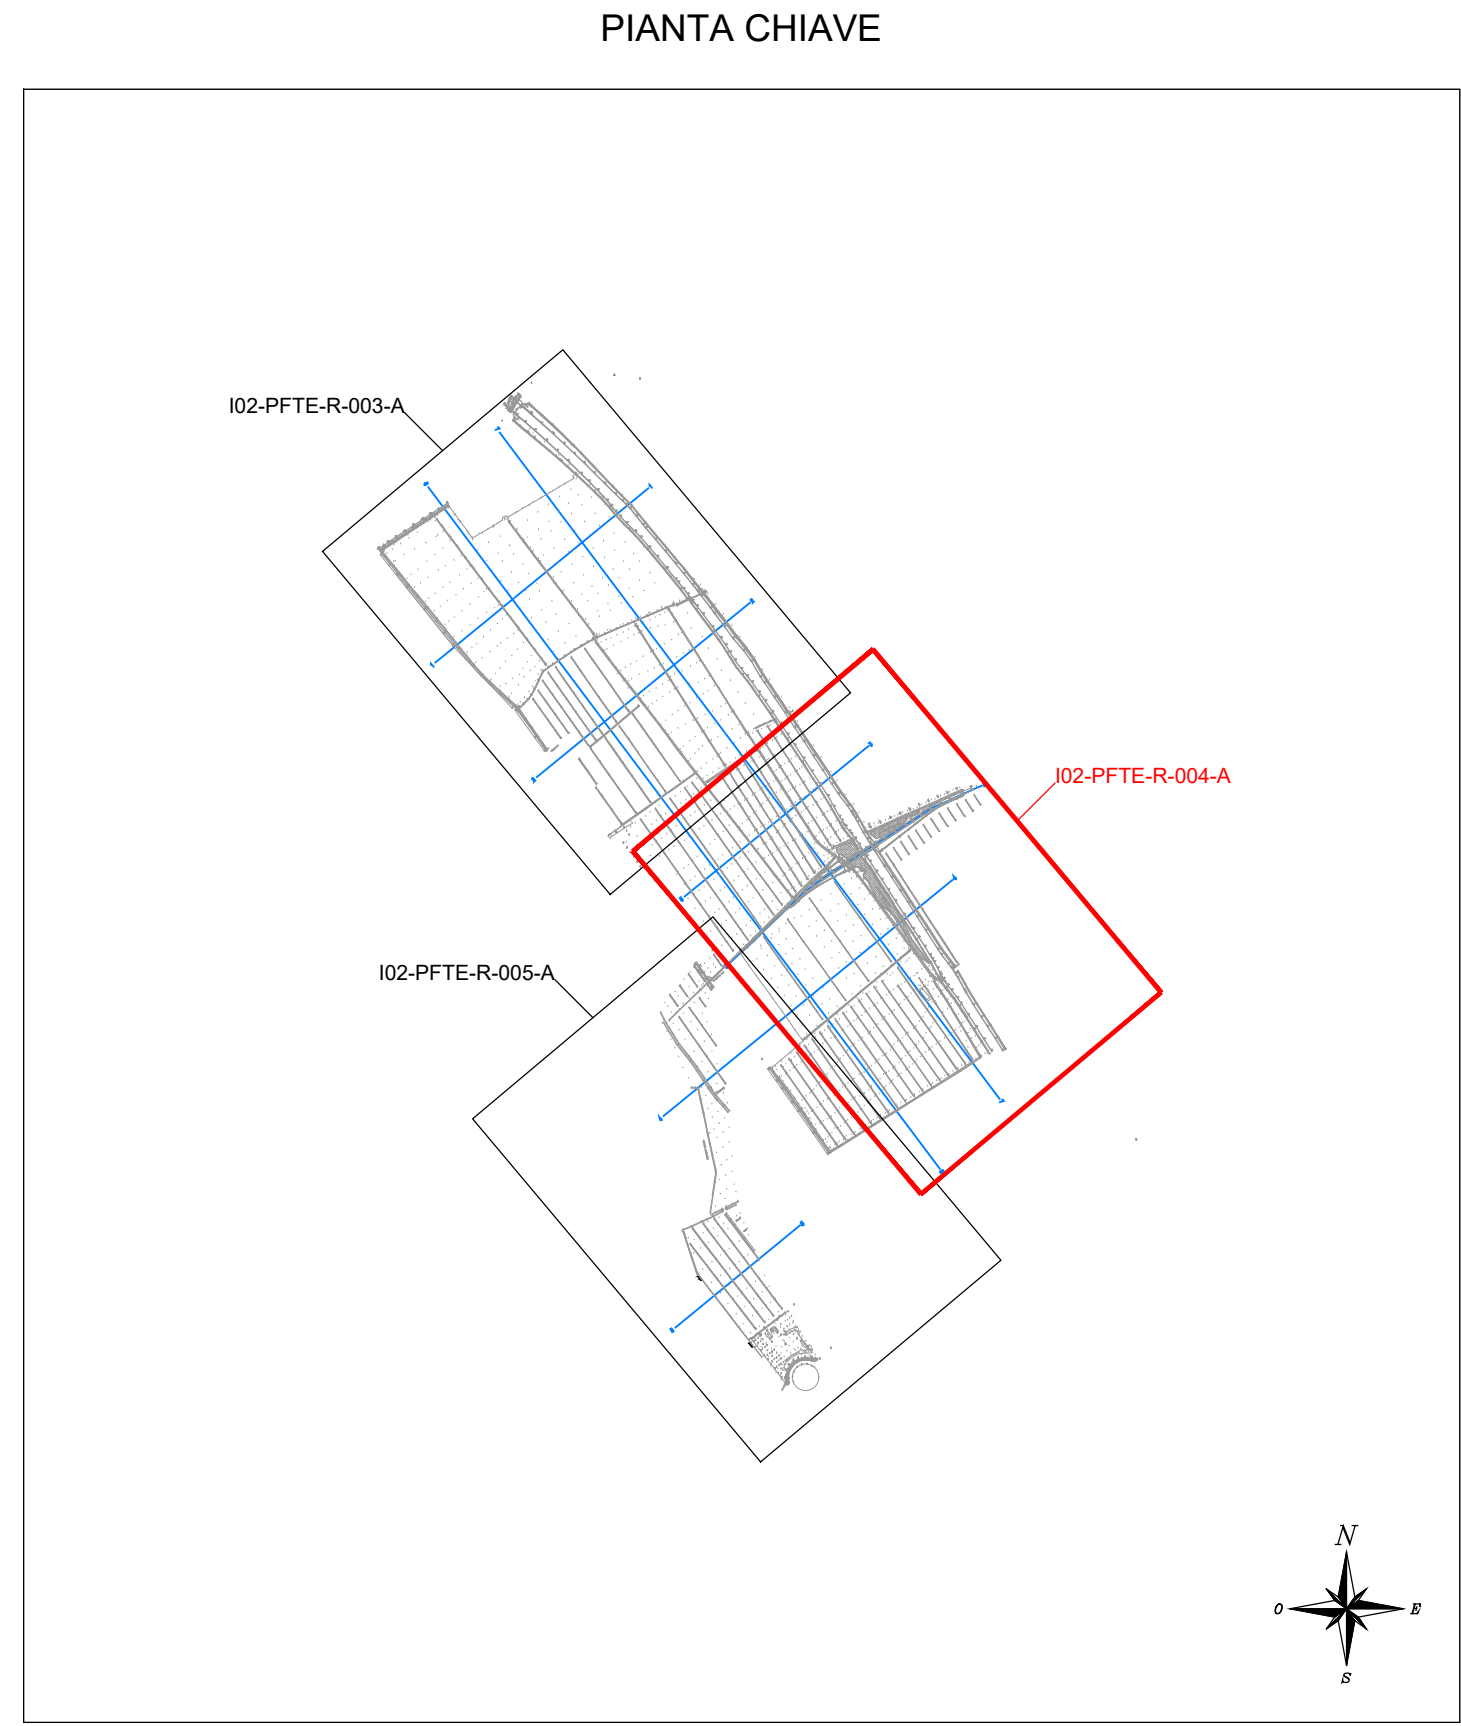 PIANTA CHIAVE
I02-PFTE-R-003-A
I02-PFTE-R-004-A
I02-PFTE-R-005-A
N
O
E
S